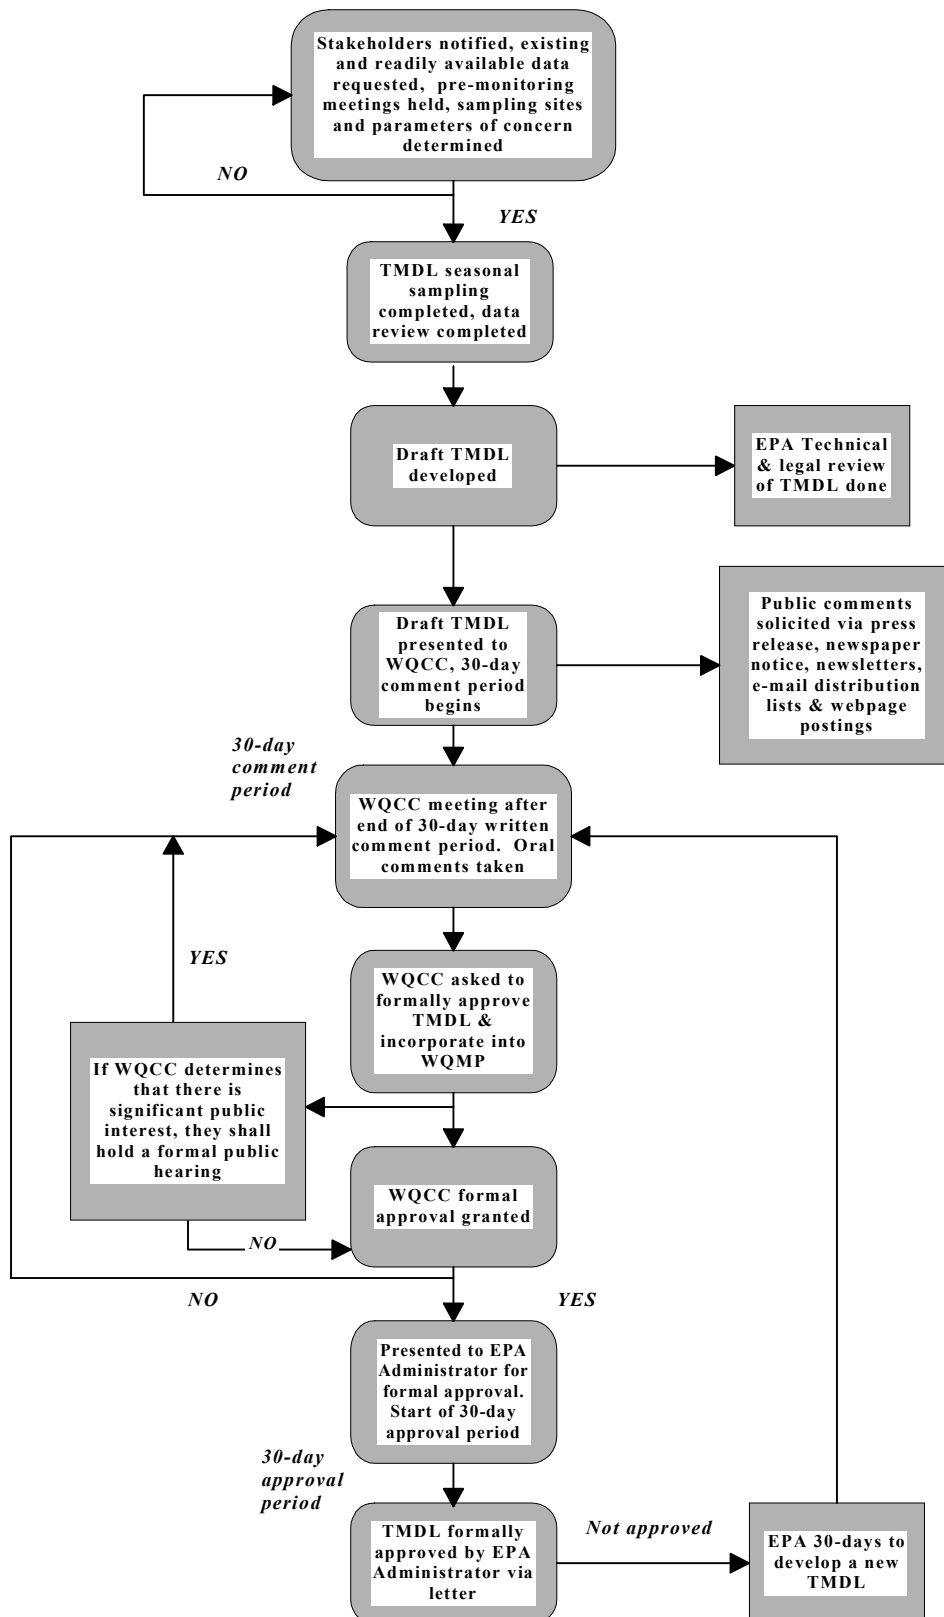 Stakeholders notified, existing
and readily available data
requested, pre-monitoring
meetings held, sampling sites
and parameters of concern
determined
NO
YES
TMDL seasonal
sampling
completed, data
review completed
Draft TMDL
developed
EPA Technical
& legal review
of TMDL done
Draft TMDL
presented to
WQCC, 30-day
comment period
begins
Public comments
solicited via press
release, newspaper
notice, newsletters,
e-mail distribution
lists & webpage
postings
30-day
comment
period
WQCC meeting after
end of 30-day written
comment period. Oral
comments taken
YES
WQCC asked to
formally approve
TMDL &
incorporate into
WQMP
If WQCC determines
that there is
significant public
interest, they shall
hold a formal public
hearing
WQCC formal
approval granted
NO
NO
YES
Presented to EPA
Administrator for
formal approval.
Start of 30-day
approval period
30-day
approval
period
TMDL formally
approved by EPA
Administrator via
letter
Not approved
EPA 30-days to
develop a new
TMDL